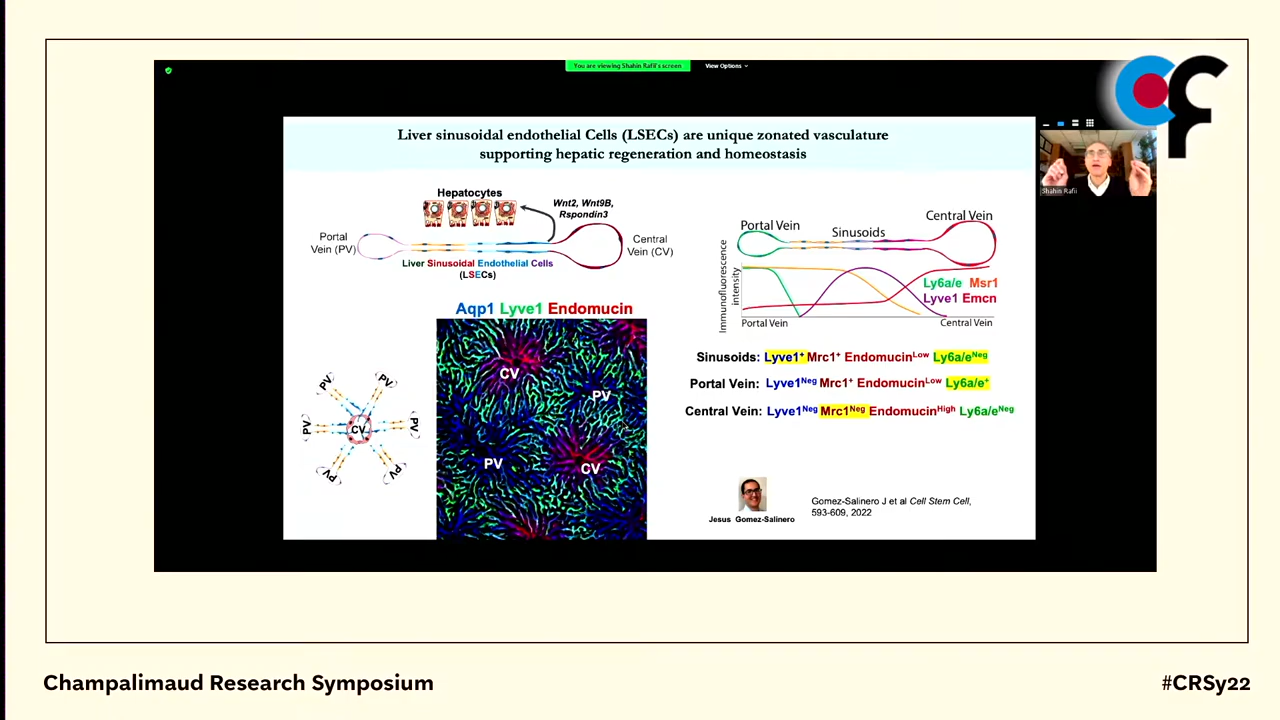 You are viewing Shahin Rafii's screen
View Options
Shahin Rafii
Liver sinusoidal endothelial Cells (LSECs) are unique zonated vasculature
supporting hepatic regeneration and homeostasis
Hepatocytes
Wnt2, Wnt9B,
Rspondin3
Portal
Vein (PV)
Central
Vein (CV)
Liver Sinusoidal Endothelial Cells
(LSECs)
Aqp1 Lyve1 Endomucin
CV
PV
PV
CV
PV
PV
PV
CV
PV
PV
PV
Portal Vein
Sinusoids
Central Vein
Immunofluorescence
intensity
Ly6a/e Msr1
Lyve1 Emcn
Portal Vein
Central Vein
Sinusoids: Lyve1+ Mrc1+ EndomucinLow Ly6a/eNeg
Portal Vein: Lyve1Neg Mrc1+ EndomucinLow Ly6a/e+
Central Vein: Lyve1Neg Mrc1Neg EndomucinHigh Ly6a/eNeg
Jesus Gomez-Salinero
Gomez-Salinero J et al Cell Stem Cell,
593-609, 2022
Champalimaud Research Symposium
#CRSy22